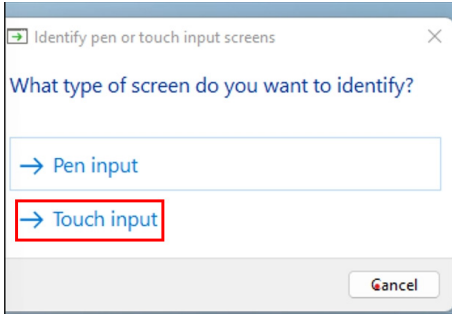 Identify pen or touch input screens
What type of screen do you want to identify?
Pen input
Touch input
Cancel